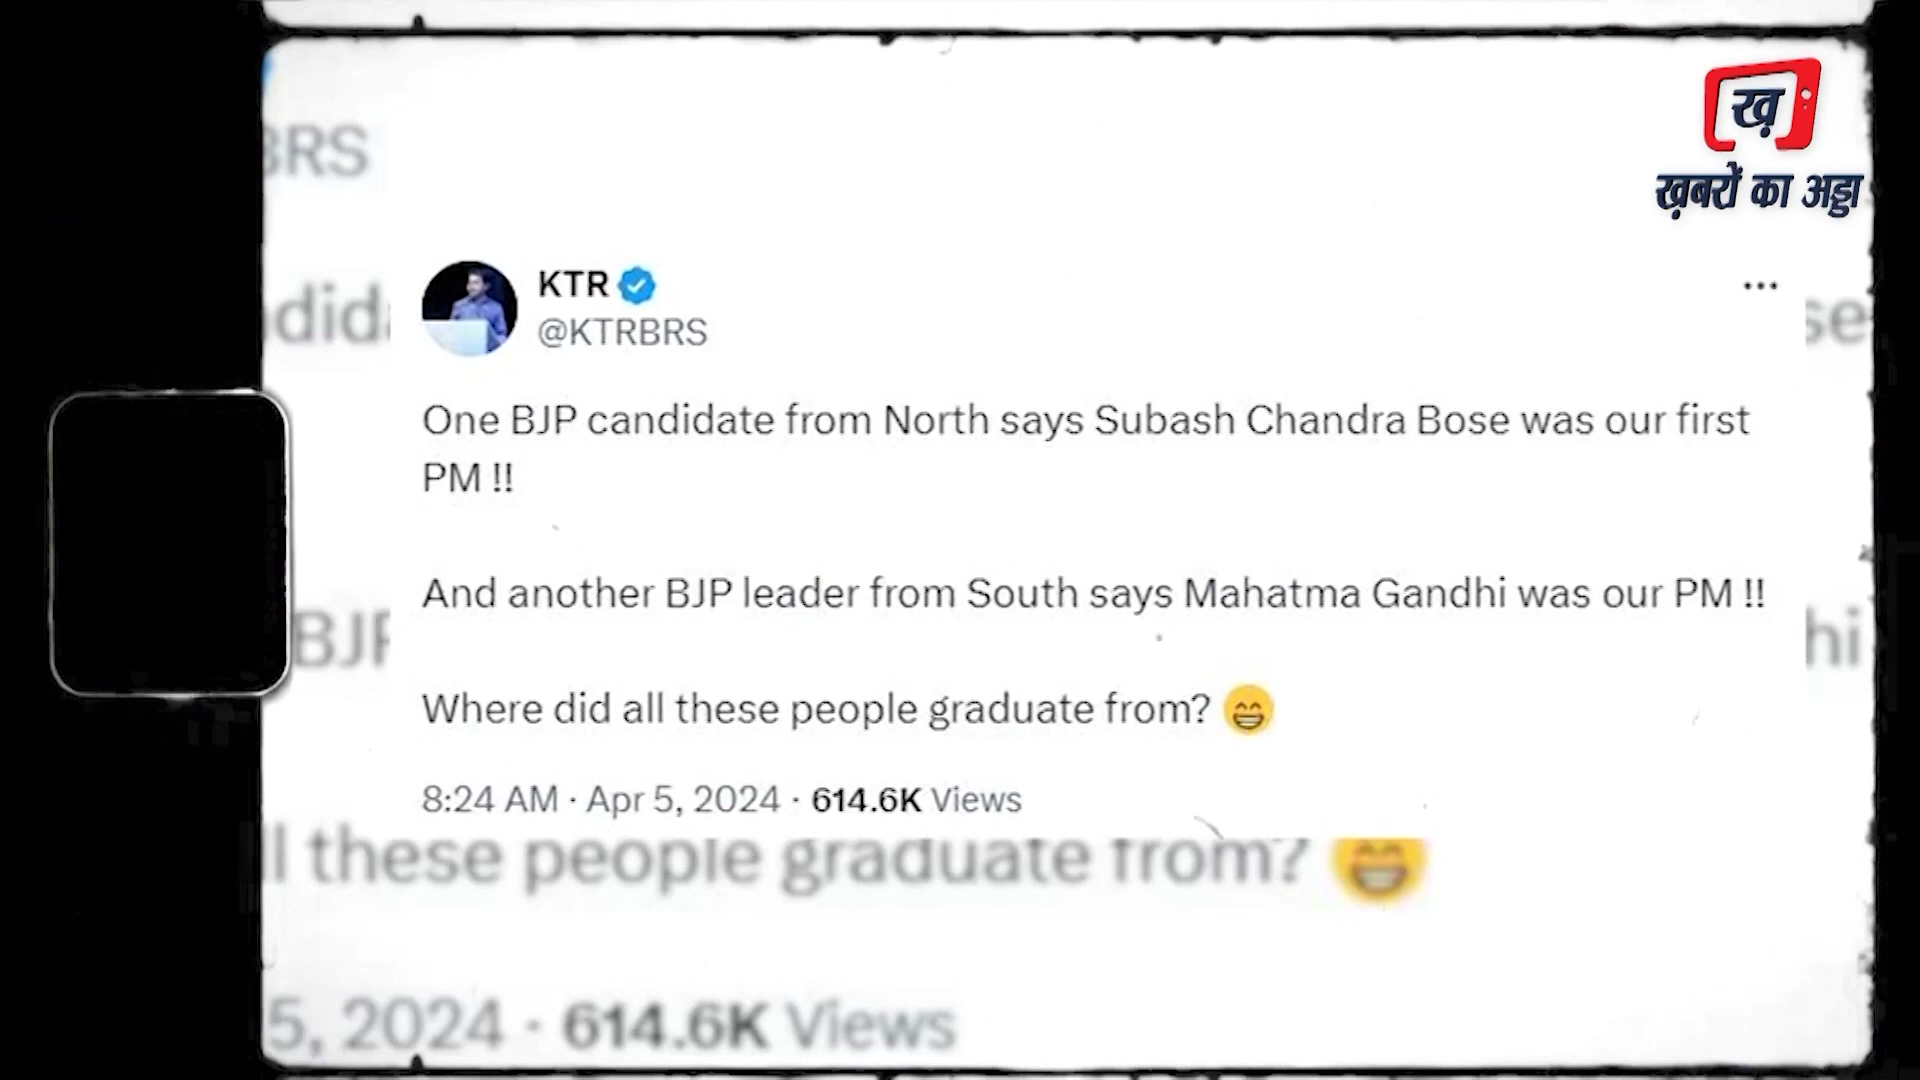 BRS
ख़
ख़बरों का अड्डा
KTR
@KTRBRS
One BJP candidate from North says Subash Chandra Bose was our first
PM !!
And another BJP leader from South says Mahatma Gandhi was our PM !!
Where did all these people graduate from? 😁
8:24 AM · Apr 5, 2024 · 614.6K Views
these people graduate from? 😁
5, 2024 · 614.6K Views